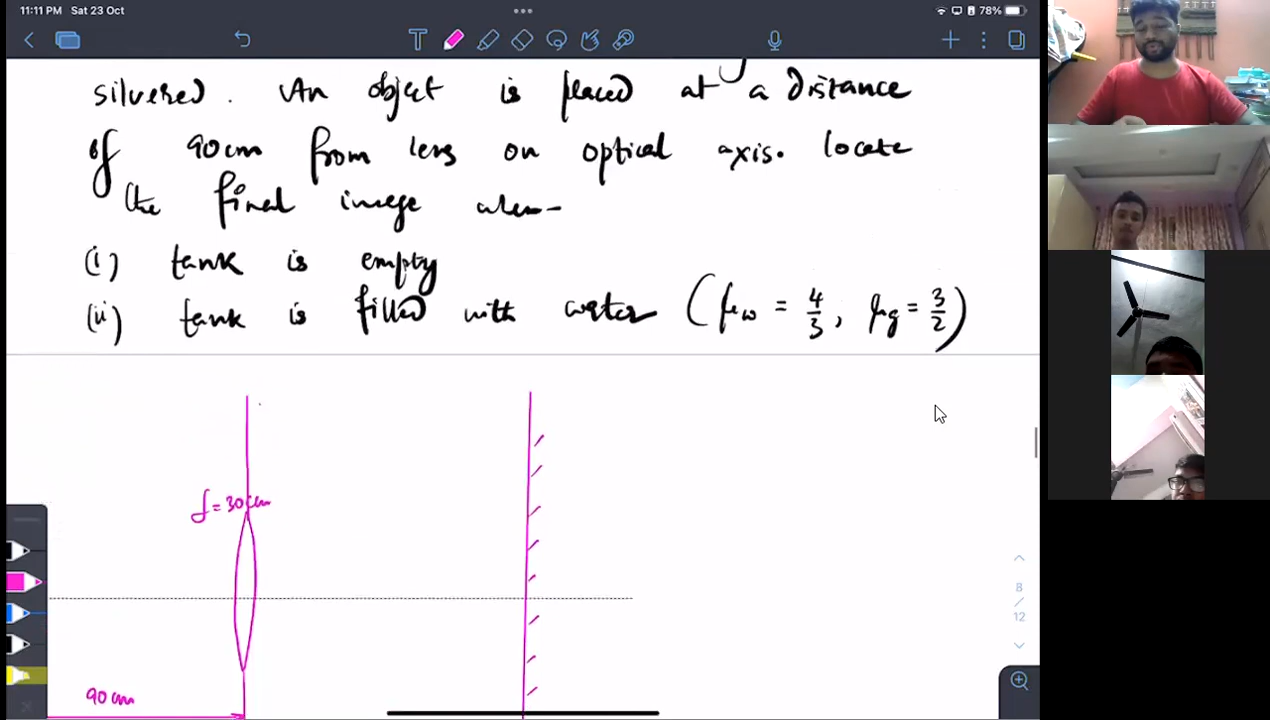 11:11 PM Sat 23 Oct
78%
silvered. An object is placed at a distance
of 90cm from lens on optical axis. locate
the final image when-
(i) tank is empty
(ii) tank is filled with water (μw = 4/3, μg = 3/2)
f = 30cm
90 cm
8
/
12